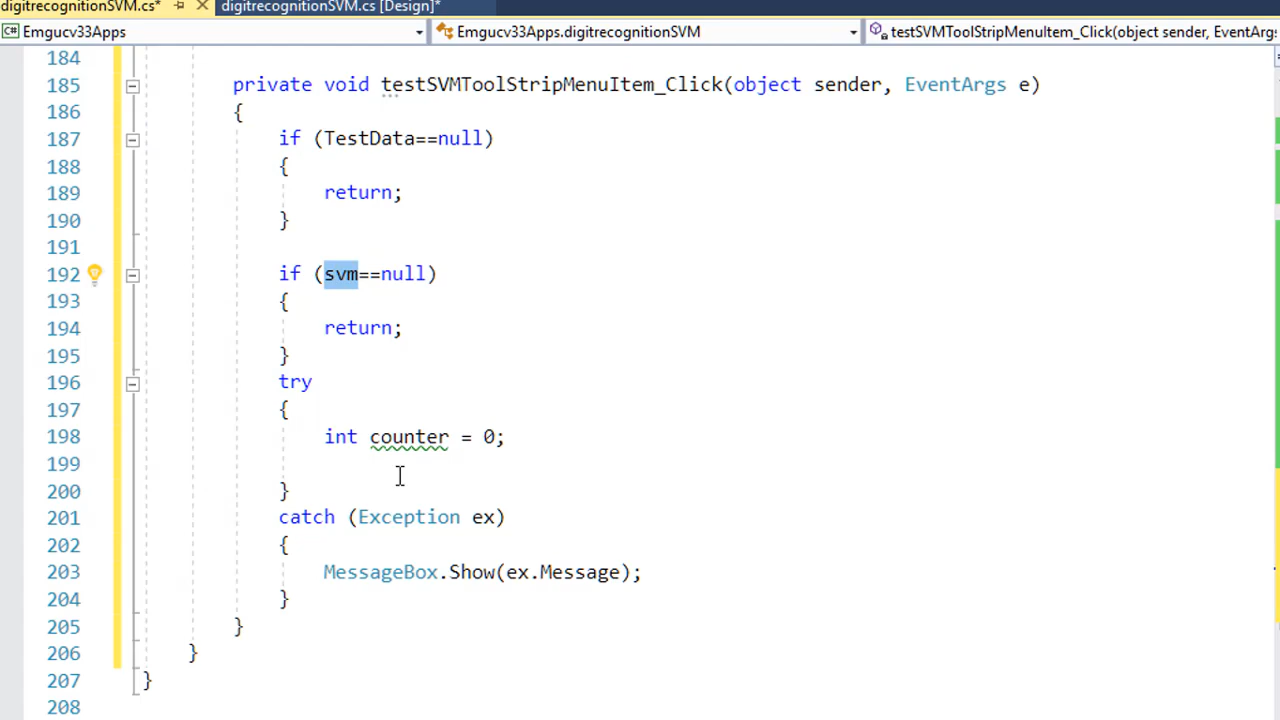 digitrecognitionSVM.cs* digitrecognitionSVM.cs [Design]*
C# Emgucv33Apps Emgucv33Apps.digitrecognitionSVM testSVMToolStripMenuItem_Click(object sender, EventArgs
184
185 private void testSVMToolStripMenuItem_Click(object sender, EventArgs e)
186 {
187 if (TestData==null)
188 {
189 return;
190 }
191
192 if (svm==null)
193 {
194 return;
195 }
196 try
197 {
198 int counter = 0;
199
200 }
201 catch (Exception ex)
202 {
203 MessageBox.Show(ex.Message);
204 }
205 }
206 }
207 }
208